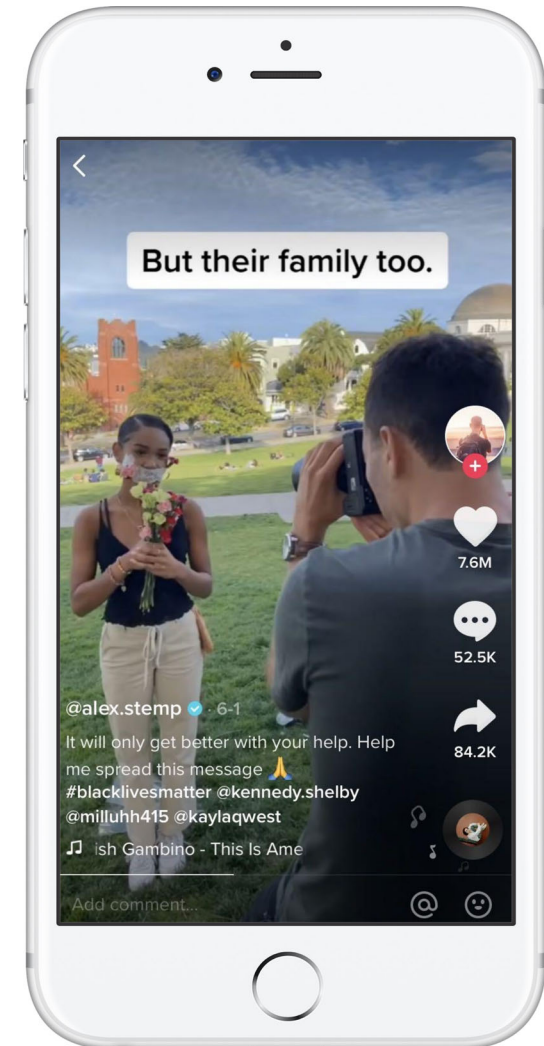 But their family too.
7.6M
52.5K
84.2K
@alex.stemp · 6-1
It will only get better with your help. Help
me spread this message 🙏
#blacklivesmatter @kennedy.shelby
@milluhh415 @kaylaqwest
ish Gambino - This Is Ame
Add comment...